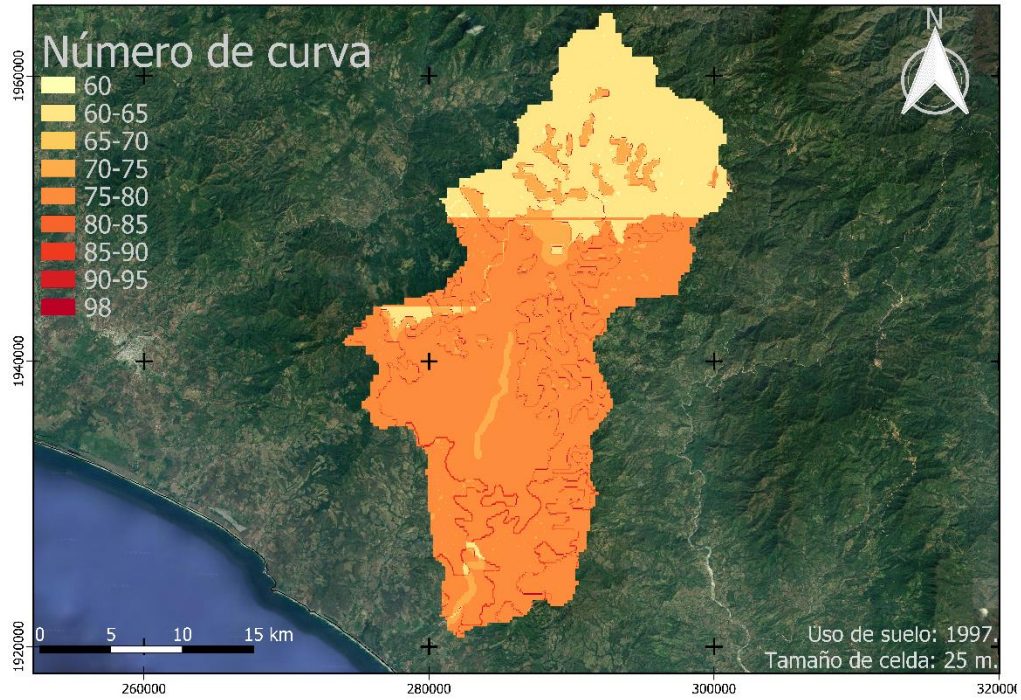 Número de curva
60
60-65
65-70
70-75
75-80
80-85
85-90
90-95
98
N
1960000
1940000
1920000
0 5 10 15 km
Uso de suelo: 1997.
Tamaño de celda: 25 m.
260000 280000 300000 320000